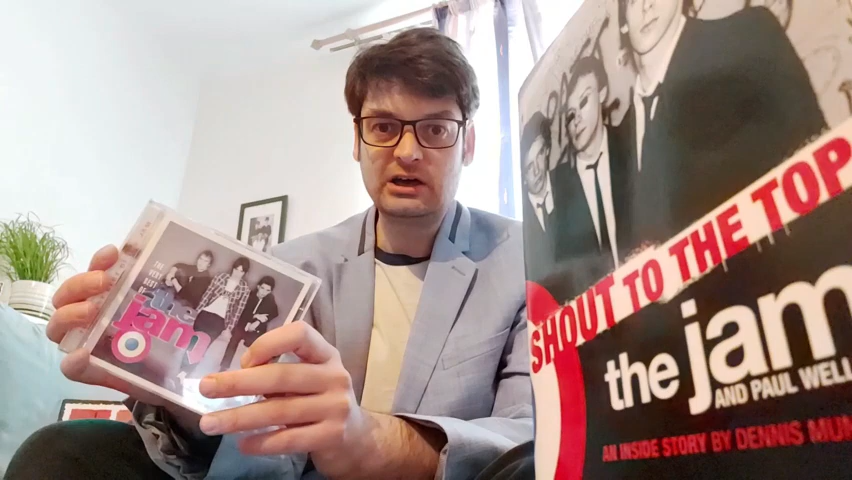 THE VERY BEST OF
the
jam
SHOUT TO THE TOP
the jam
AND PAUL WELL
AN INSIDE STORY BY DENNIS MUN